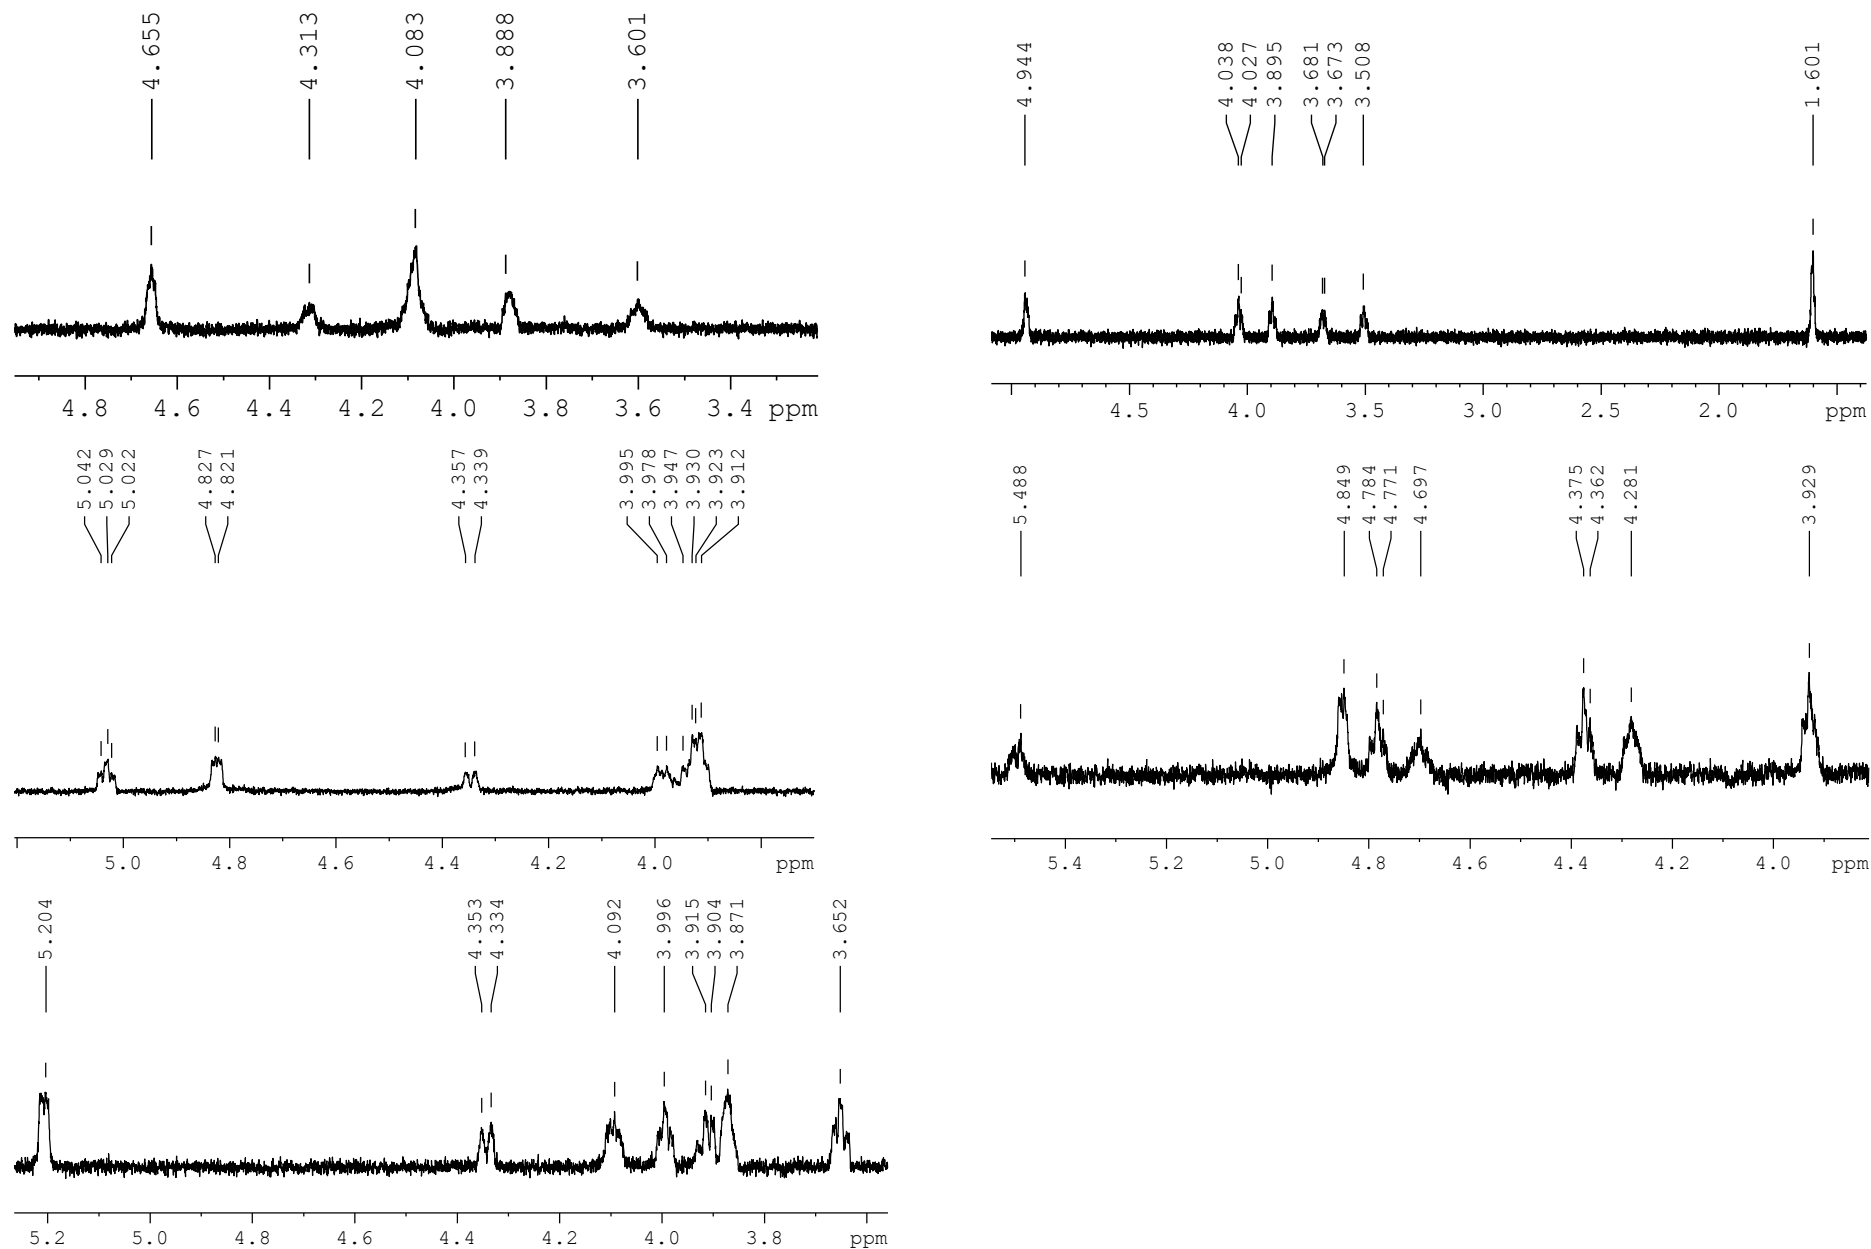 4.655 4.313 4.083 3.888 3.601
4.8 4.6 4.4 4.2 4.0 3.8 3.6 3.4 ppm
4.944 4.038 4.027 3.895 3.681 3.673 3.508 1.601
4.5 4.0 3.5 3.0 2.5 2.0 ppm
5.042 5.029 5.022 4.827 4.821 4.357 4.339 3.995 3.978 3.947 3.930 3.923 3.912
5.0 4.8 4.6 4.4 4.2 4.0 ppm
5.488 4.849 4.784 4.771 4.697 4.375 4.362 4.281 3.929
5.4 5.2 5.0 4.8 4.6 4.4 4.2 4.0 ppm
5.204 4.353 4.334 4.092 3.996 3.915 3.904 3.871 3.652
5.2 5.0 4.8 4.6 4.4 4.2 4.0 3.8 ppm